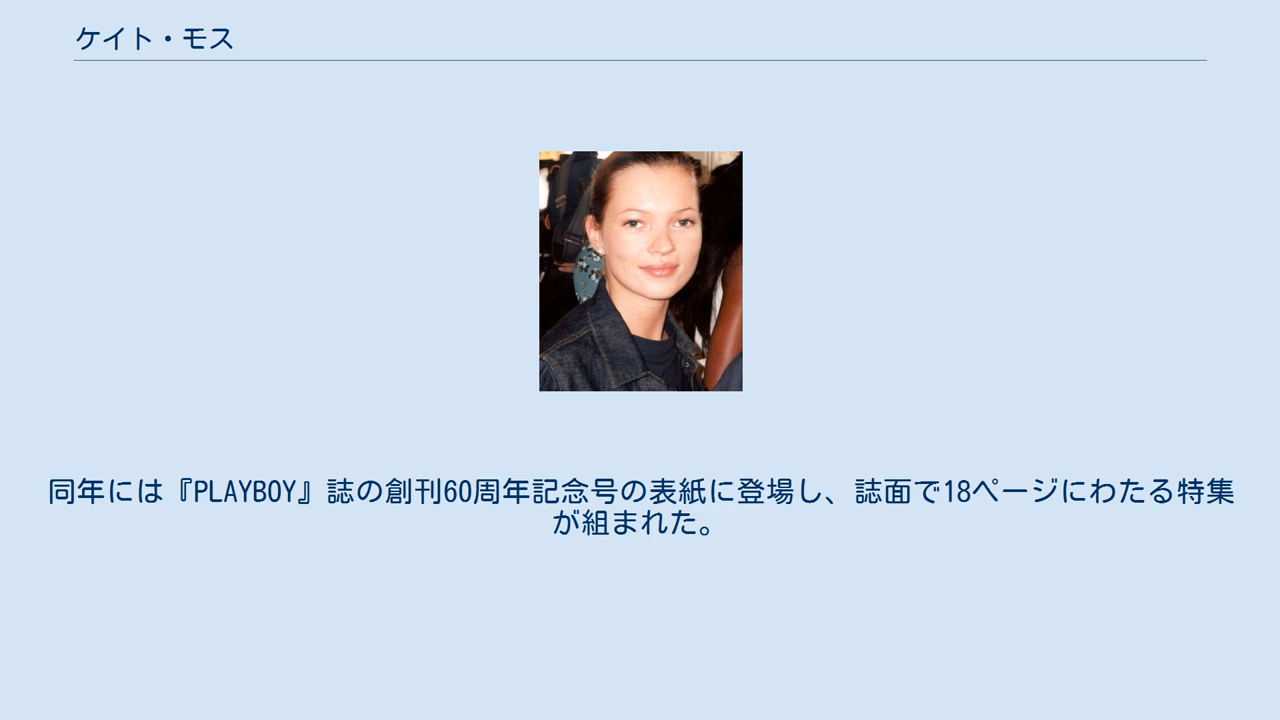 ケイト・モス
同年には『PLAYBOY』誌の創刊60周年記念号の表紙に登場し、誌面で18ページにわたる特集
が組まれた。